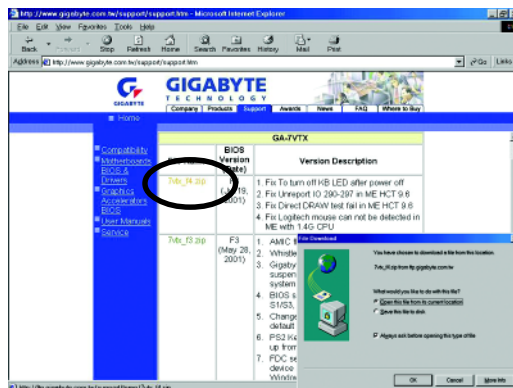 http://www.gigabyte.com.tw/support/support.htm - Microsoft Internet Explorer
File Edit View Favorites Tools Help
Back Stop Refresh Home Search Favorites History Mail Print
Address http://www.gigabyte.com.tw/support/support.htm Go Links
GIGABYTE
GIGABYTE
TECHNOLOGY
Company Products Support Awards News FAQ Where to Buy
Home
GA-7VTX
Compatibility
Motherboards
BIOS &
Drivers
Graphics
Accelerators
BIOS
User Manuals
Service
BIOS
Version
(Date)
Version Description
7vtx_f4.zip
2001)
1. Fix To turn off KB LED after power off
2. Fix Unreport IO 290-297 in ME HCT 9.6
3. Fix Direct DRAW test fail in ME HCT 9.6
4. Fix Logitech mouse can not be detected in
ME with 1.4G CPU
7vtx_f3.zip
F3
(May 28,
2001)
1. AMIC
2. Whistle
3. Gigaby
suspen
system
4. BIOS s
S1/S3,
5. Change
default
6. PS2 Ke
up from
7. FDC se
device
Window
File Download
You have chosen to download a file from this location.
7vtx_f4.zip from ftp.gigabyte.com.tw
What would you like to do with this file?
Open this file from its current location
Save this file to disk
Always ask before opening this type of file
OK Cancel More Info